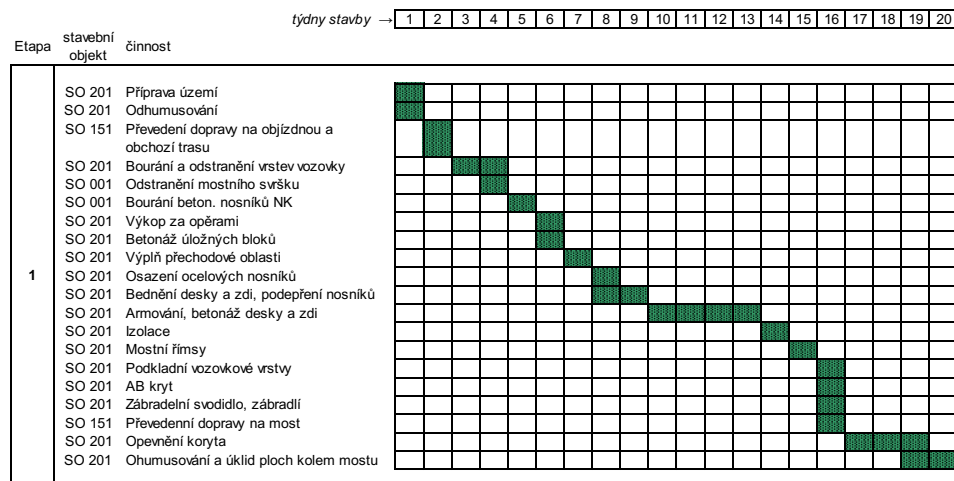 týdny stavby → 1 2 3 4 5 6 7 8 9 10 11 12 13 14 15 16 17 18 19 20
Etapa stavební objekt činnost
SO 201 Příprava území
SO 201 Odhumusování
SO 151 Převedení dopravy na objízdnou a
obchozí trasu
SO 201 Bourání a odstranění vrstev vozovky
SO 001 Odstranění mostního svršku
SO 001 Bourání beton. nosníků NK
SO 201 Výkop za opěrami
SO 201 Betonáž úložných bloků
SO 201 Výplň přechodové oblasti
1 SO 201 Osazení ocelových nosníků
SO 201 Bednění desky a zdi, podepření nosníků
SO 201 Armování, betonáž desky a zdi
SO 201 Izolace
SO 201 Mostní římsy
SO 201 Podkladní vozovkové vrstvy
SO 201 AB kryt
SO 201 Zábradelní svodidlo, zábradlí
SO 151 Převedenní dopravy na most
SO 201 Opevnění koryta
SO 201 Ohumusování a úklid ploch kolem mostu